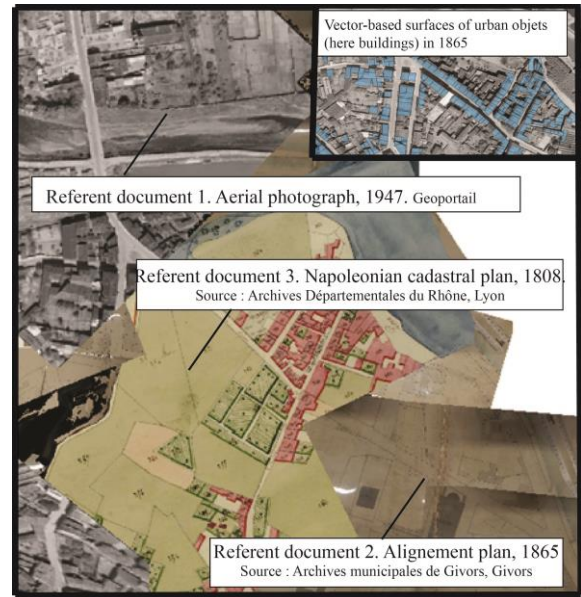 Vector-based surfaces of urban objets
(here buildings) in 1865
Referent document 1. Aerial photograph, 1947. Geoportail
Referent document 3. Napoleonian cadastral plan, 1808.
Source : Archives Départementales du Rhône, Lyon
Referent document 2. Alignement plan, 1865
Source : Archives municipales de Givors, Givors